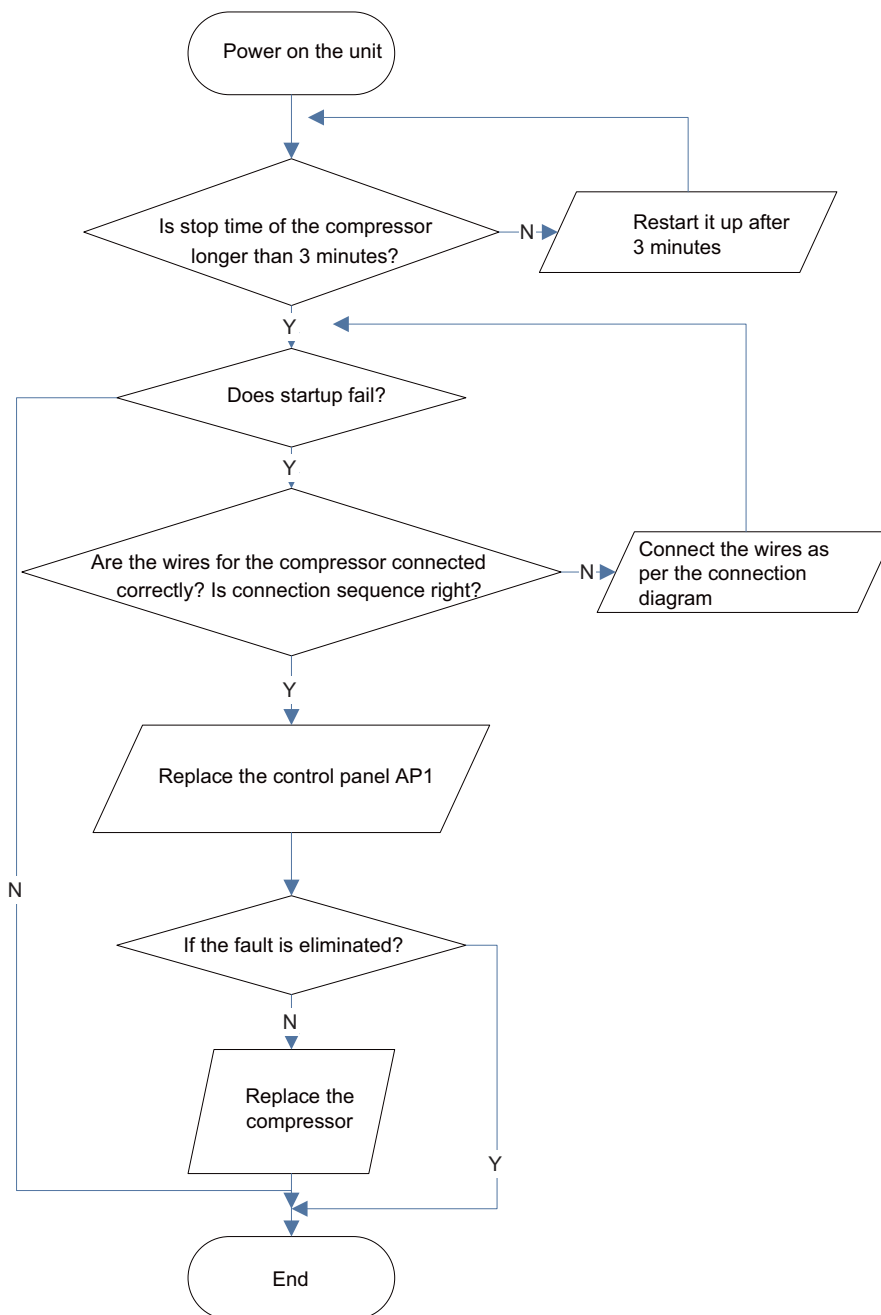 Power on the unit
Is stop time of the compressor
longer than 3 minutes?
N
Restart it up after
3 minutes
Y
Does startup fail?
Y
Are the wires for the compressor connected
correctly? Is connection sequence right?
N
Connect the wires as
per the connection
diagram
Y
Replace the control panel AP1
N
If the fault is eliminated?
N
Replace the
compressor
Y
End